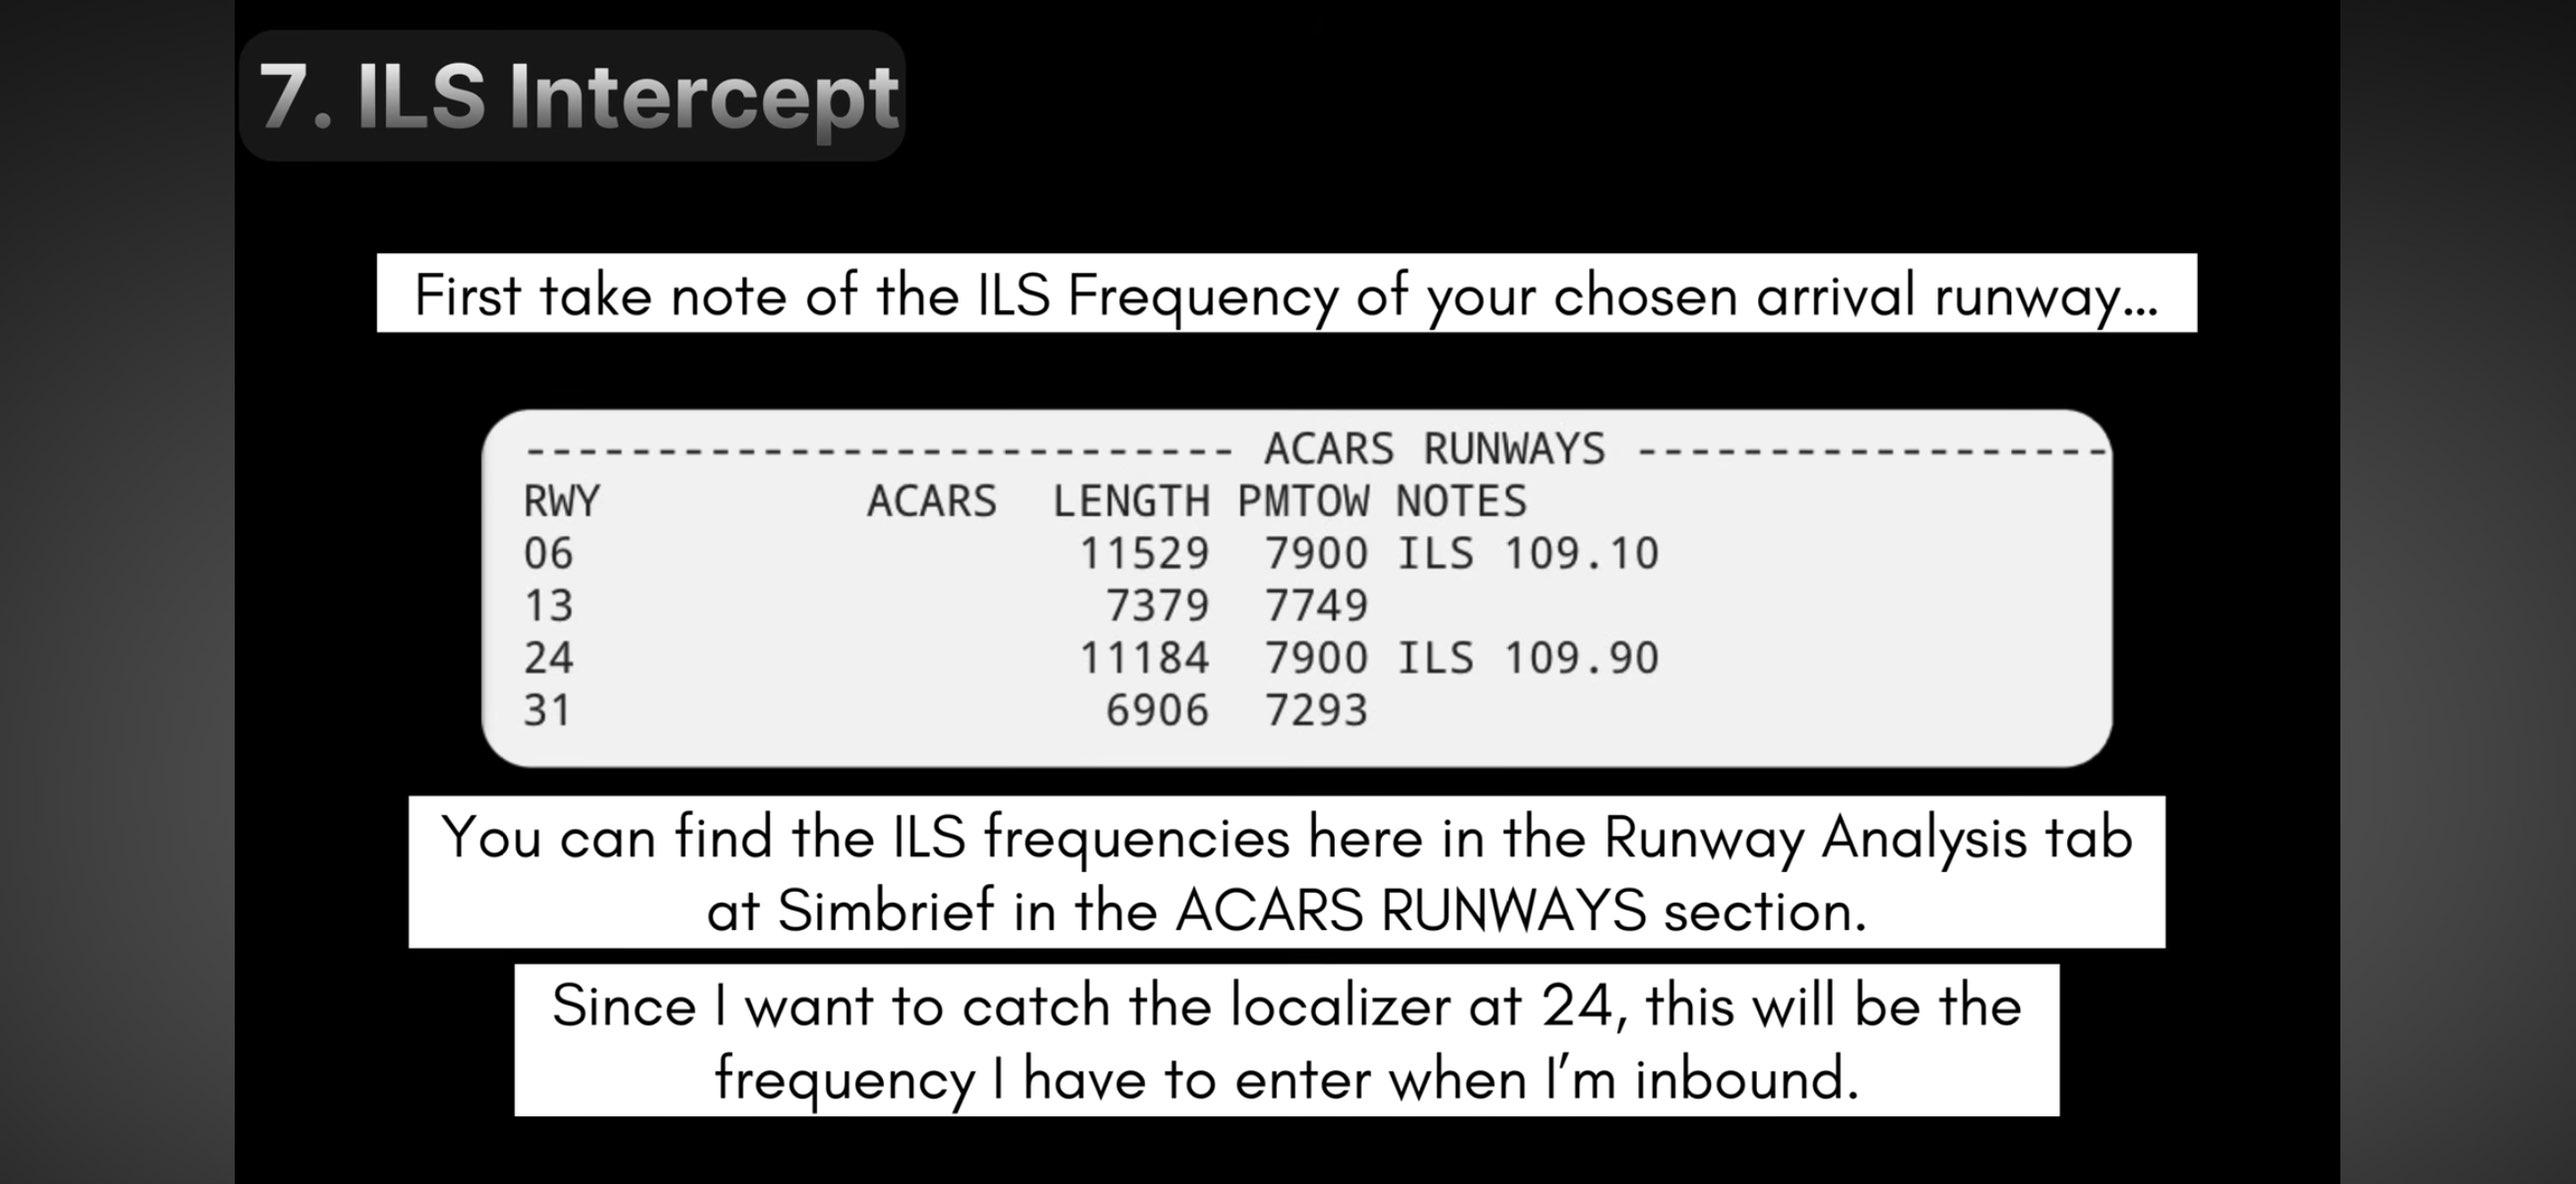 7. ILS Intercept
First take note of the ILS Frequency of your chosen arrival runway...
--------------------------- ACARS RUNWAYS ------------------
RWY             ACARS  LENGTH PMTOW NOTES
06                   11529  7900 ILS 109.10
13                    7379  7749
24                   11184  7900 ILS 109.90
31                    6906  7293
You can find the ILS frequencies here in the Runway Analysis tab
at Simbrief in the ACARS RUNWAYS section.
Since I want to catch the localizer at 24, this will be the
frequency I have to enter when I’m inbound.